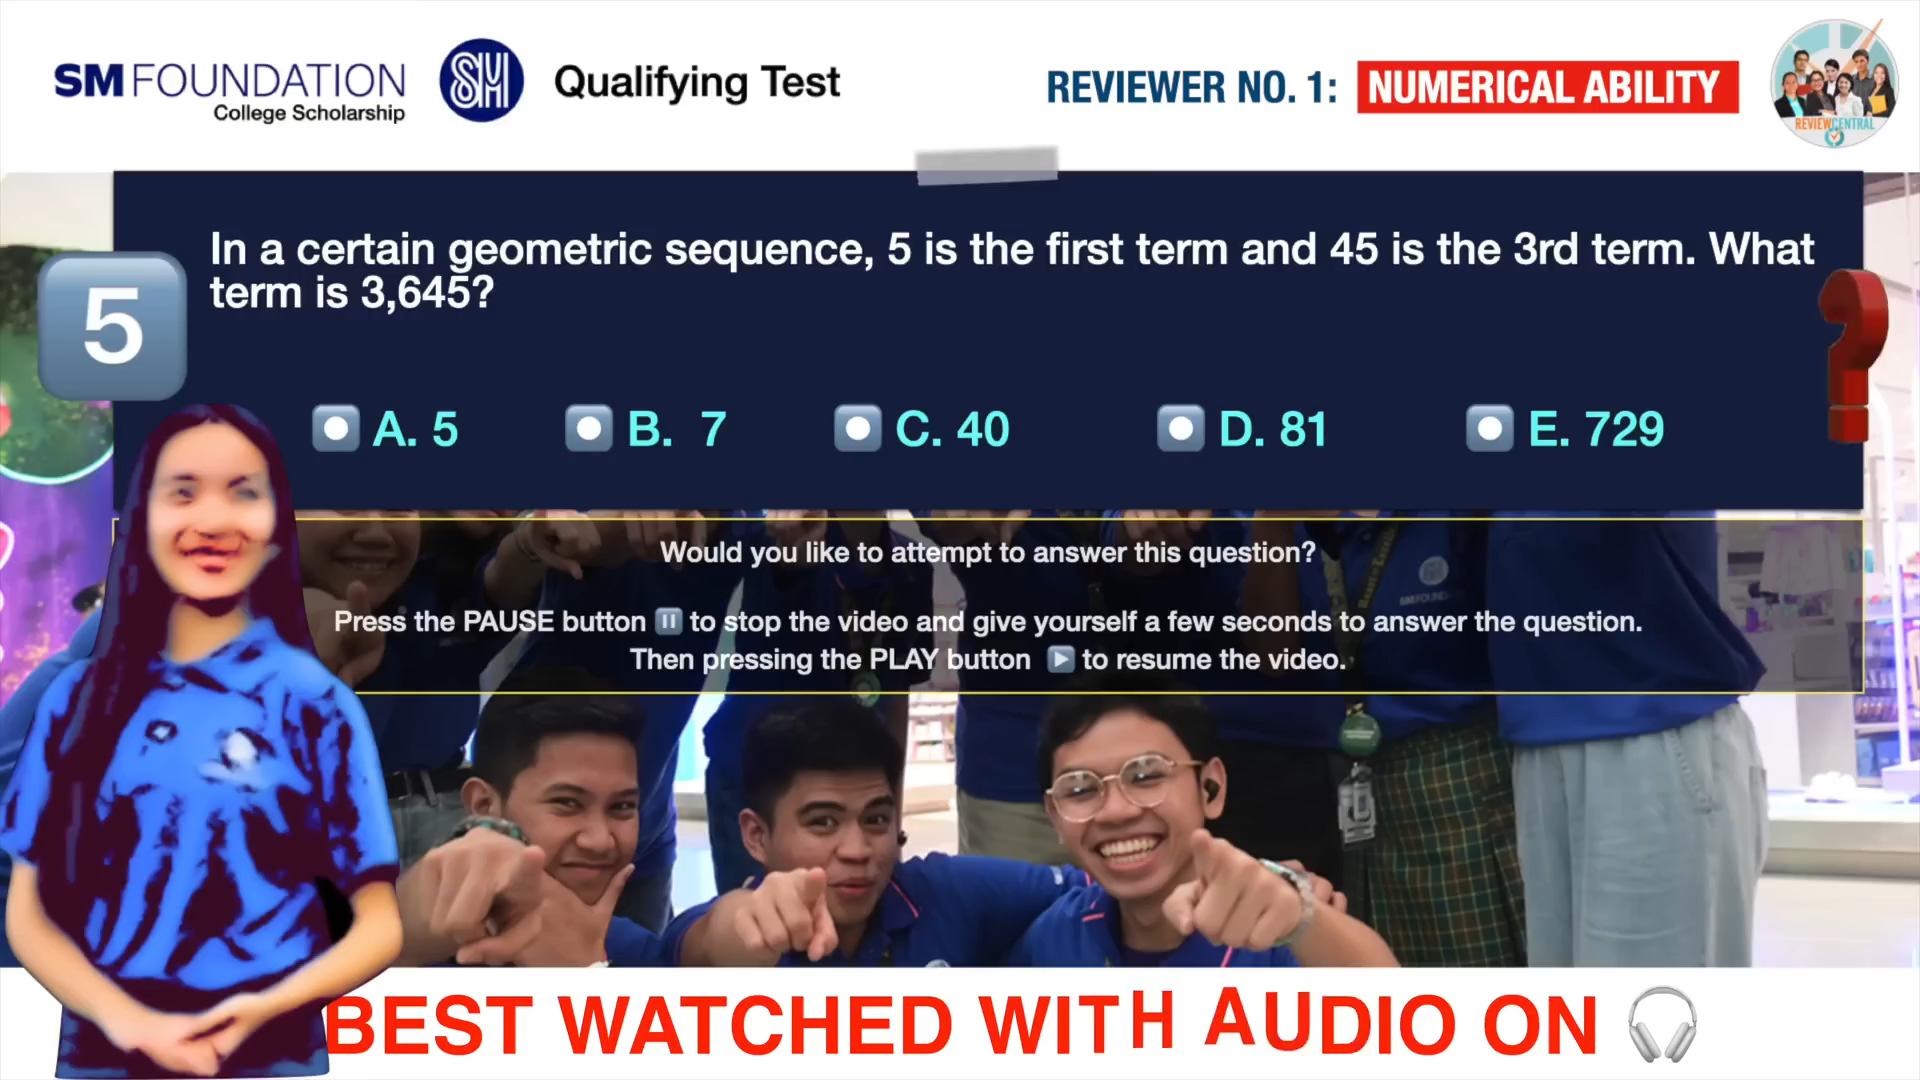 SM FOUNDATION
College Scholarship
SM
Qualifying Test
REVIEWER NO. 1: NUMERICAL ABILITY
REVIEWCENTRAL
5
In a certain geometric sequence, 5 is the first term and 45 is the 3rd term. What
term is 3,645?
A. 5 B. 7 C. 40 D. 81 E. 729
Would you like to attempt to answer this question?
Press the PAUSE button to stop the video and give yourself a few seconds to answer the question.
Then pressing the PLAY button to resume the video.
BEST WATCHED WITH AUDIO ON